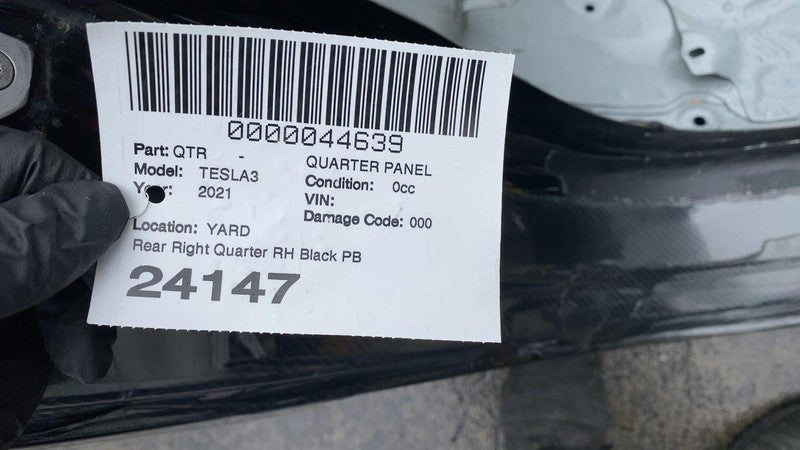 0000044639
Part: QTR - QUARTER PANEL
Model: TESLA3 Condition: 0cc
Year: 2021 VIN:
Damage Code: 000
Location: YARD
Rear Right Quarter RH Black PB
24147